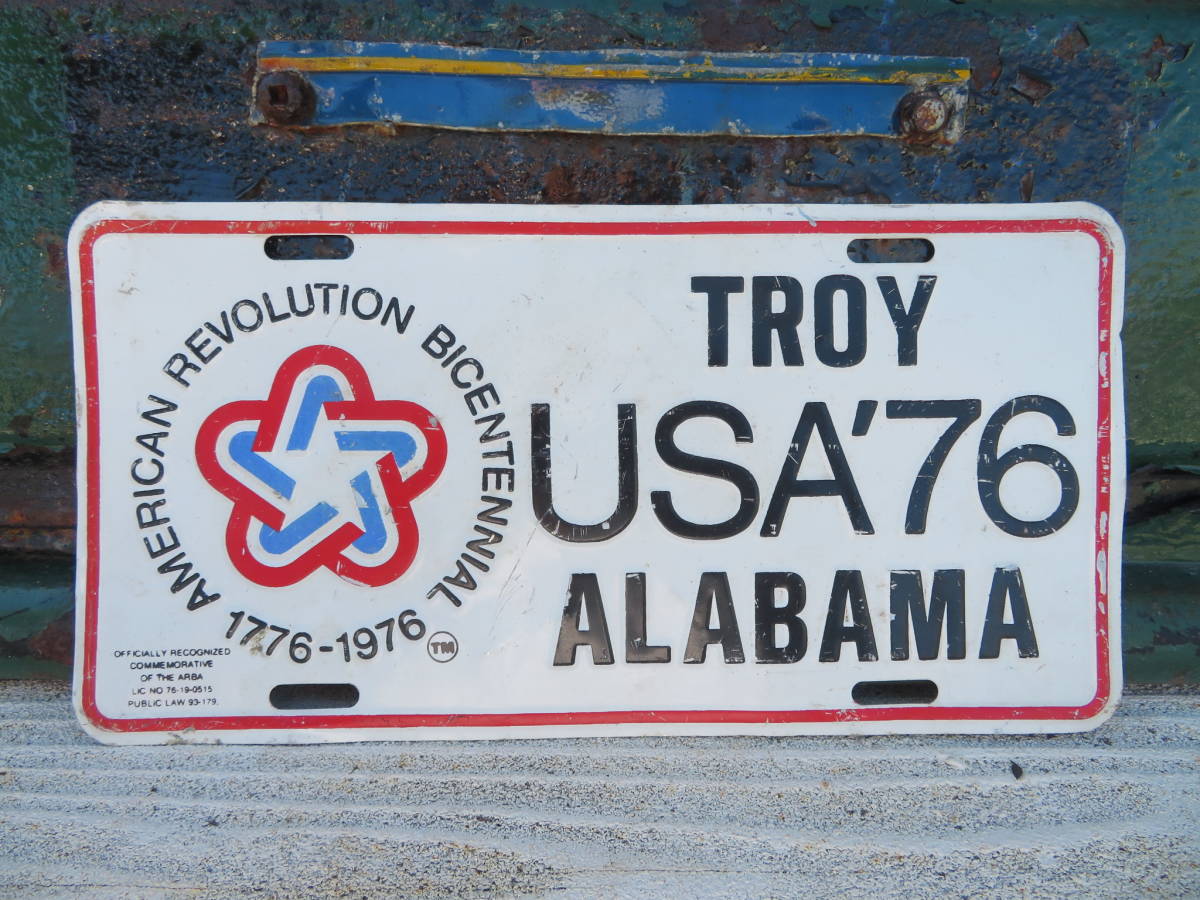 AMERICAN REVOLUTION BICENTENNIAL
1776-1976
TM
OFFICIALLY RECOGNIZED
COMMEMORATIVE
OF THE ARBA
LIC NO 76-19-0515
PUBLIC LAW 93-179.
TROY
USA'76
ALABAMA